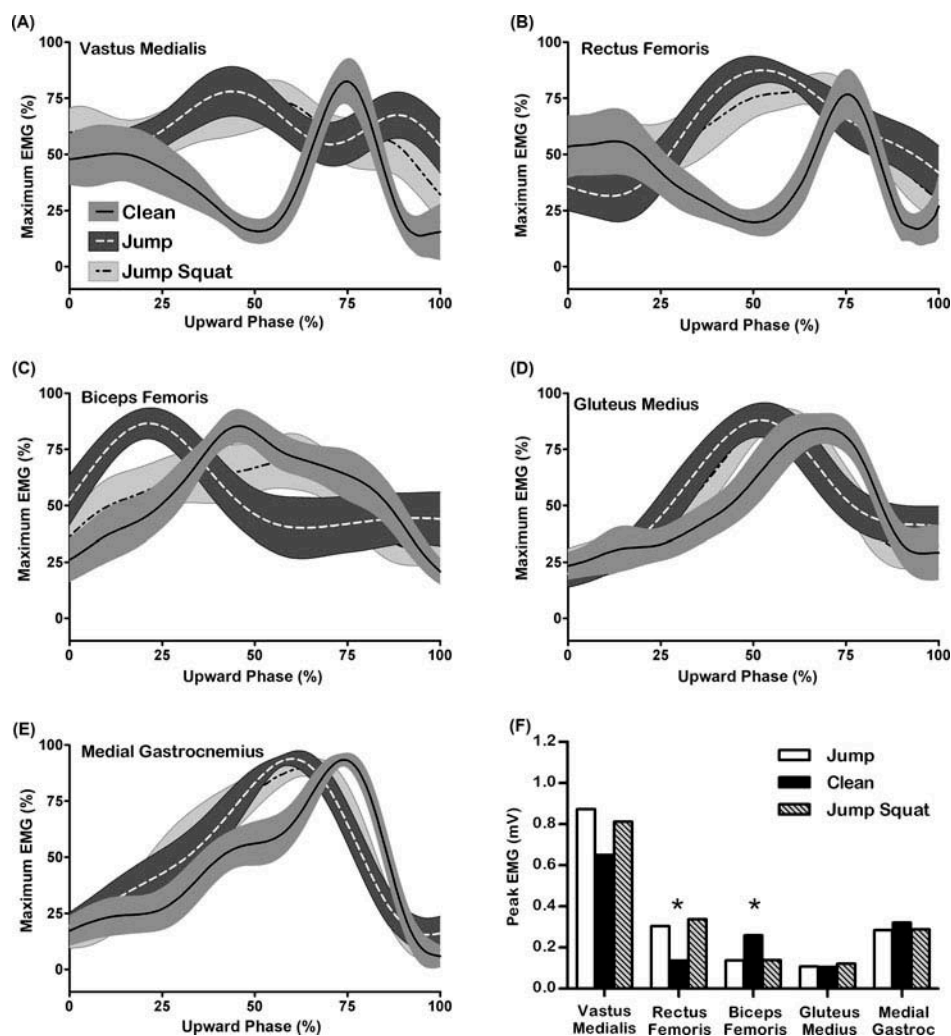 (A)
Vastus Medialis
Maximum EMG (%)
100
75
50
25
0
Clean
Jump
Jump Squat
0 25 50 75 100
Upward Phase (%)
(B)
Rectus Femoris
Maximum EMG (%)
100
75
50
25
0
0 25 50 75 100
Upward Phase (%)
(C)
Biceps Femoris
Maximum EMG (%)
100
75
50
25
0
0 25 50 75 100
Upward Phase (%)
(D)
Gluteus Medius
Maximum EMG (%)
100
75
50
25
0
0 25 50 75 100
Upward Phase (%)
(E)
Medial Gastrocnemius
Maximum EMG (%)
100
75
50
25
0
0 25 50 75 100
Upward Phase (%)
(F)
Peak EMG (mV)
1.2
0.8
0.6
0.4
0.2
0.0
Jump
Clean
Jump Squat
*
*
Vastus Medialis
Rectus Femoris
Biceps Femoris
Gluteus Medius
Medial Gastroc